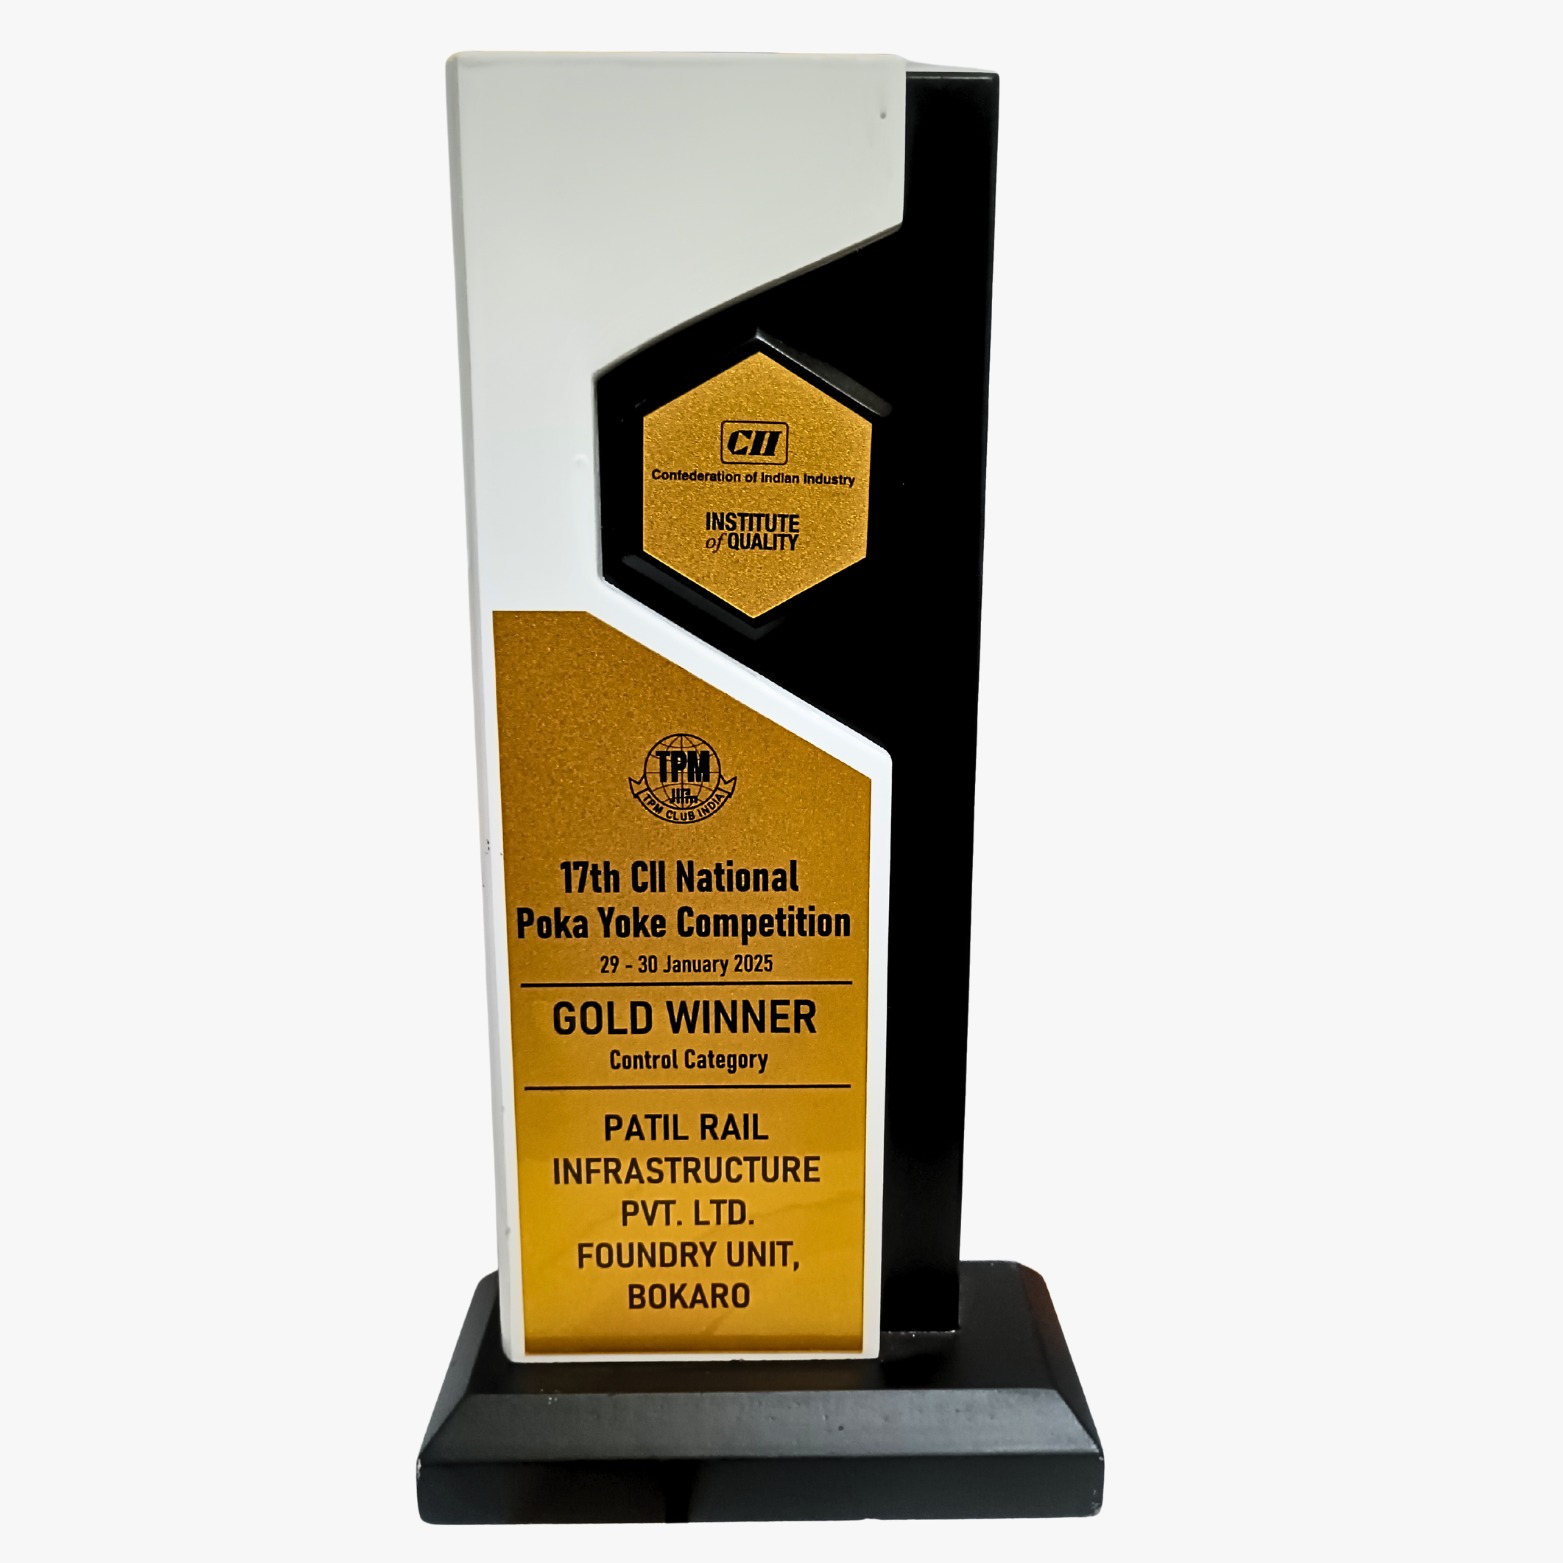 CII
Confederation of Indian Industry
INSTITUTE
of QUALITY
TPM
JIPM
TPM CLUB INDIA
17th CII National
Poka Yoke Competition
29 - 30 January 2025
GOLD WINNER
Control Category
PATIL RAIL
INFRASTRUCTURE
PVT. LTD.
FOUNDRY UNIT,
BOKARO